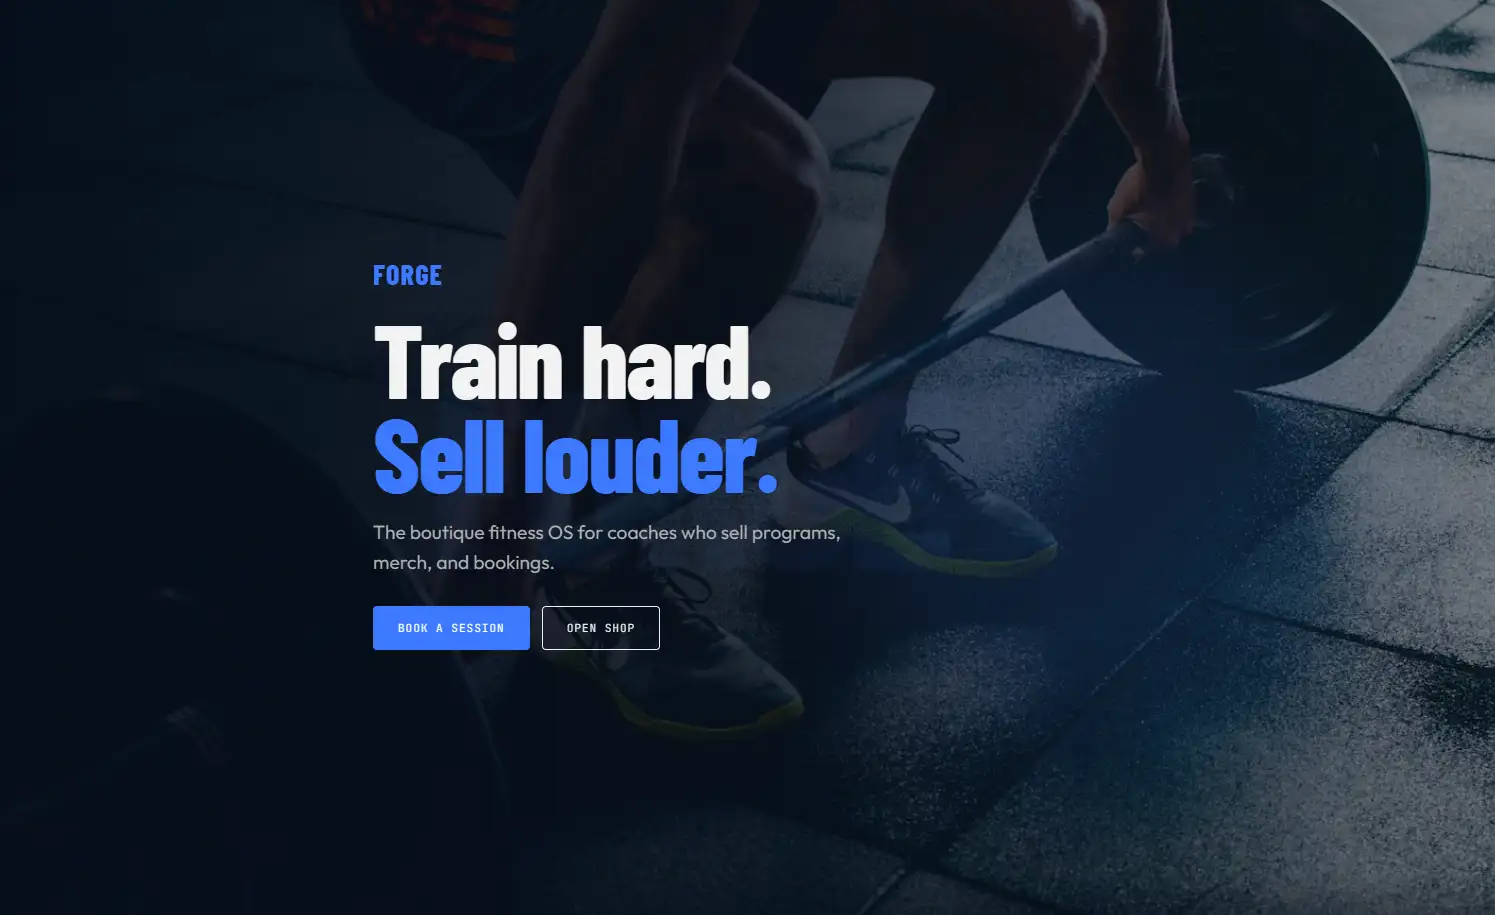 FORGE
Train hard.
Sell louder.
The boutique fitness OS for coaches who sell programs,
merch, and bookings.
BOOK A SESSION
OPEN SHOP